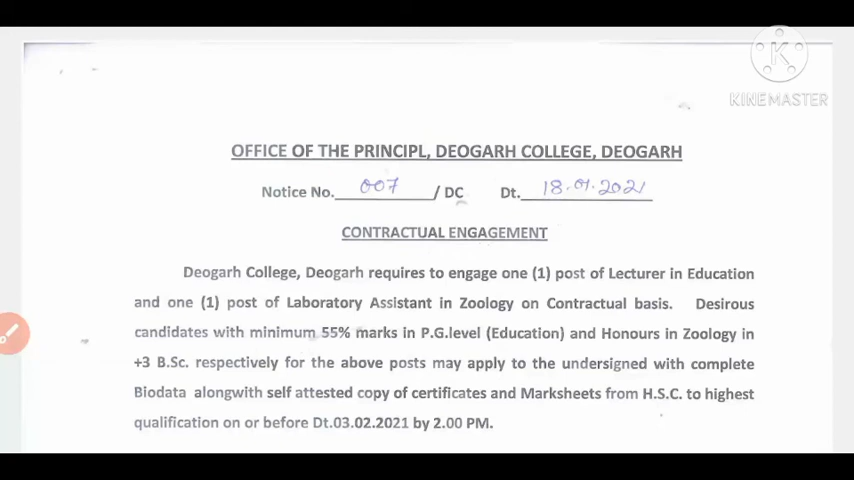 KINEMASTER
OFFICE OF THE PRINCIPL, DEOGARH COLLEGE, DEOGARH
Notice No. 007 / DC Dt. 18.01.2021
CONTRACTUAL ENGAGEMENT
Deogarh College, Deogarh requires to engage one (1) post of Lecturer in Education
and one (1) post of Laboratory Assistant in Zoology on Contractual basis. Desirous
candidates with minimum 55% marks in P.G.level (Education) and Honours in Zoology in
+3 B.Sc. respectively for the above posts may apply to the undersigned with complete
Biodata alongwith self attested copy of certificates and Marksheets from H.S.C. to highest
qualification on or before Dt.03.02.2021 by 2.00 PM.